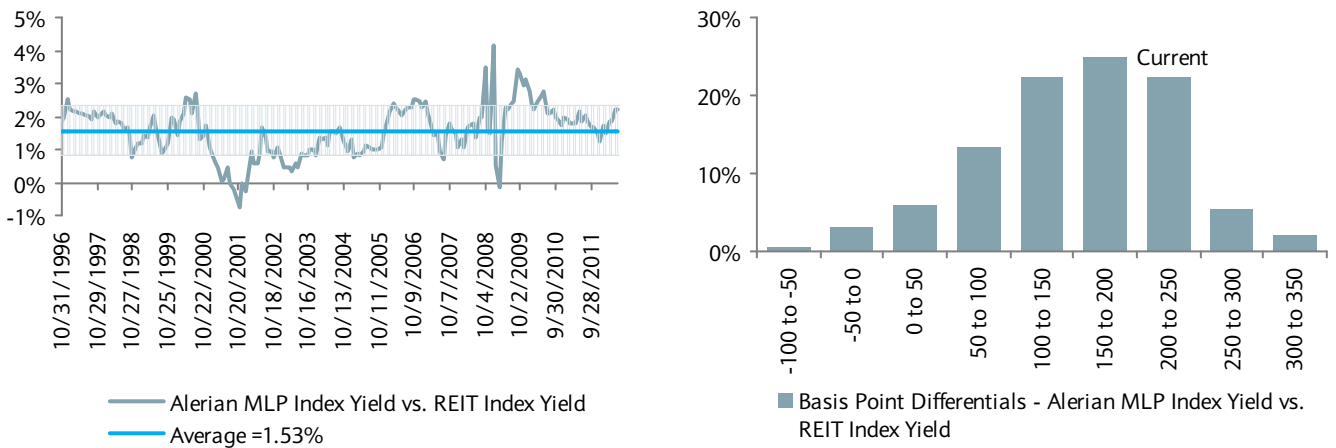 5%
4%
3%
2%
1%
0%
-1%
10/31/1996
10/29/1997
10/27/1998
10/25/1999
10/22/2000
10/20/2001
10/18/2002
10/16/2003
10/13/2004
10/11/2005
10/9/2006
10/7/2007
10/4/2008
10/2/2009
9/30/2010
9/28/2011
Alerian MLP Index Yield vs. REIT Index Yield
Average =1.53%
30%
20%
10%
0%
Current
-100 to -50
-50 to 0
0 to 50
50 to 100
100 to 150
150 to 200
200 to 250
250 to 300
300 to 350
Basis Point Differentials - Alerian MLP Index Yield vs.
REIT Index Yield